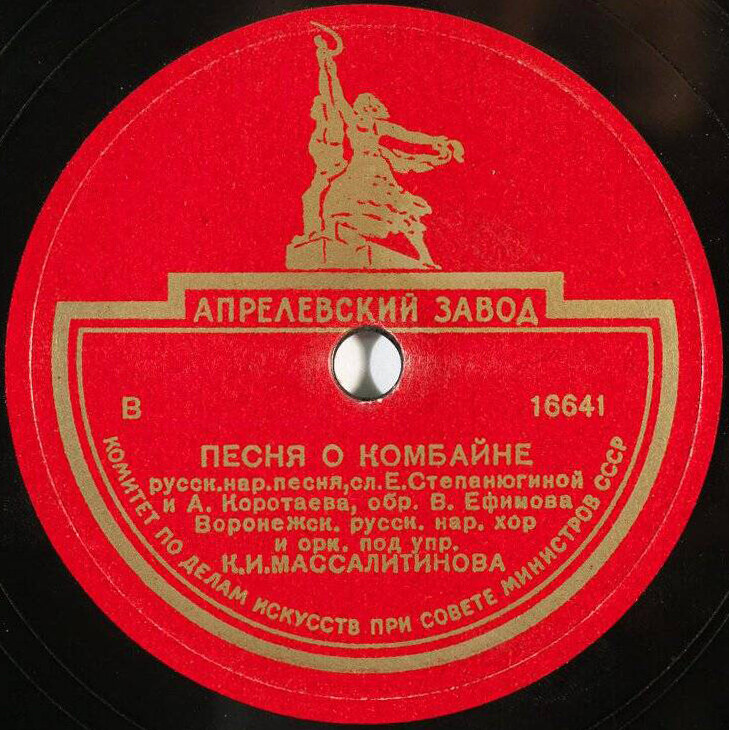 АПРЕЛЕВСКИЙ ЗАВОД
В 16641
ПЕСНЯ О КОМБАЙНЕ
русск.нар.песня,сл.Е.Степанюгиной
и А. Коротаева, обр. В. Ефимова
Воронежск. русск. нар. хор
и орк. под упр.
К.И.МАССАЛИТИНОВА
КОМИТЕТ ПО ДЕЛАМ ИСКУССТВ ПРИ СОВЕТЕ МИНИСТРОВ СССР